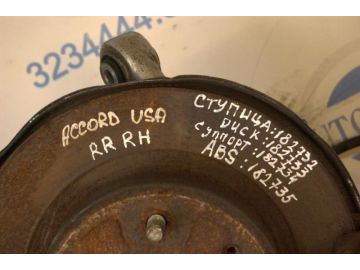 3234444.
ACCORD USA
RR RH
СТУПИЦА:182732
ДИСК:182733
СУППОРТ:182734
ABS:182735